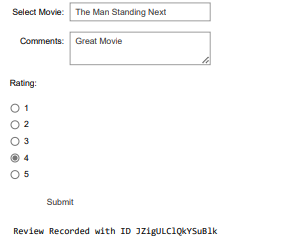 Select Movie: The Man Standing Next
Comments: Great Movie
Rating:
1
2
3
4
5
Submit
Review Recorded with ID JZigULClQkYSuBlk